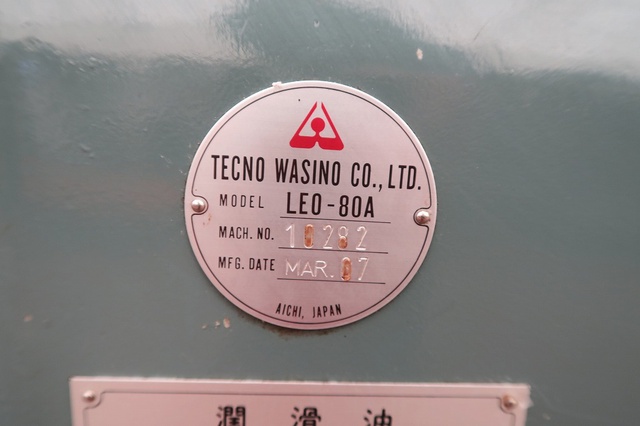 TECNO WASINO CO., LTD.
MODEL LEO-80A
MACH. NO. 10282
MFG. DATE MAR. 07
AICHI, JAPAN
潤滑油